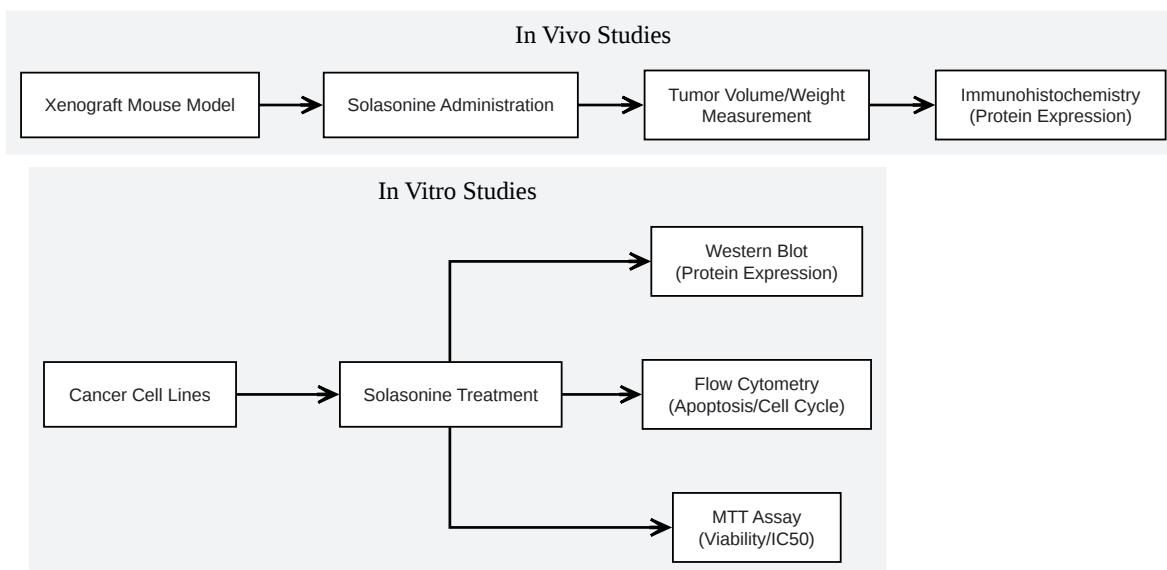 In Vivo Studies
Xenograft Mouse Model
Solasonine Administration
Tumor Volume/Weight
Measurement
Immunohistochemistry
(Protein Expression)
In Vitro Studies
Western Blot
(Protein Expression)
Cancer Cell Lines
Solasonine Treatment
Flow Cytometry
(Apoptosis/Cell Cycle)
MTT Assay
(Viability/IC50)